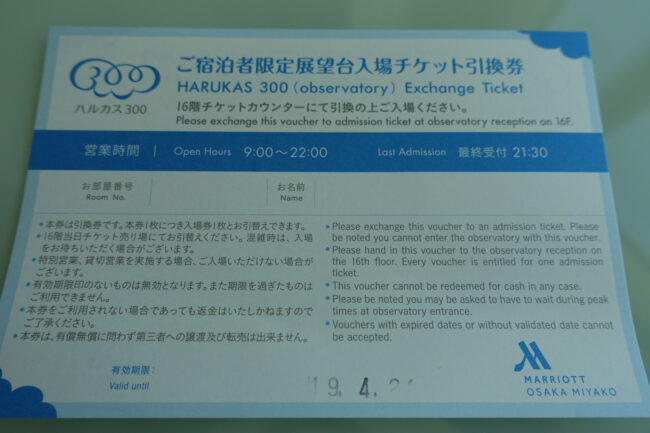 ハルカス300
ご宿泊者限定展望台入場チケット引換券
HARUKAS 300 (observatory) Exchange Ticket
16階チケットカウンターにて引換の上ご入場ください。
Please exchange this voucher to admission ticket at observatory reception on 16F.
営業時間 | Open Hours 9:00～22:00 Last Admission 最終受付 21:30
お部屋番号
Room No.
お名前
Name
●本券は引換券です。本券1枚につき入場券1枚とお引替えできます。
●16階当日チケット売り場にてお引替えください。混雑時は、入場
をお待ちいただく場合がございます。
●特別営業、貸切営業を実施する場合、ご入場いただけない場合が
ございます。
●有効期限印のないものは無効となります。また期限を過ぎたものは
ご利用できません。
●本券をご利用されない場合であっても返金はいたしかねますので
ご了承ください。
●本券は、有償無償に問わず第三者への譲渡及び転売は出来ません。
● Please exchange this voucher to an admission ticket. Please
be noted you cannot enter the observatory with this voucher.
● Please hand in this voucher to the observatory reception on
the 16th floor. Every voucher is entitled for one admission
ticket.
● This voucher cannot be redeemed for cash in any case.
● Please be noted you may be asked to have to wait during peak
times at observatory entrance.
● Vouchers with expired dates or without validated date cannot
be accepted.
有効期限:
Valid until
'19. 4.
MARRIOTT
OSAKA MIYAKO